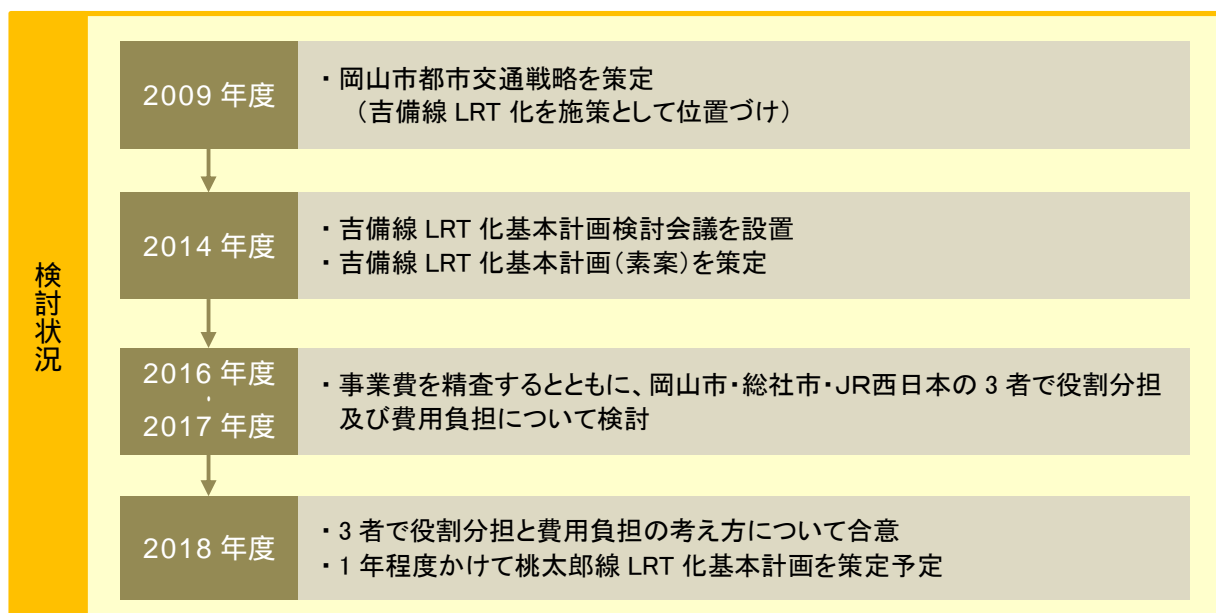 検討状況
2009 年度
・岡山市都市交通戦略を策定
（吉備線 LRT 化を施策として位置づけ）
2014 年度
・吉備線 LRT 化基本計画検討会議を設置
・吉備線 LRT 化基本計画（素案）を策定
2016 年度
・
2017 年度
・事業費を精査するとともに、岡山市・総社市・JR西日本の 3 者で役割分担
及び費用負担について検討
2018 年度
・3 者で役割分担と費用負担の考え方について合意
・1 年程度かけて桃太郎線 LRT 化基本計画を策定予定